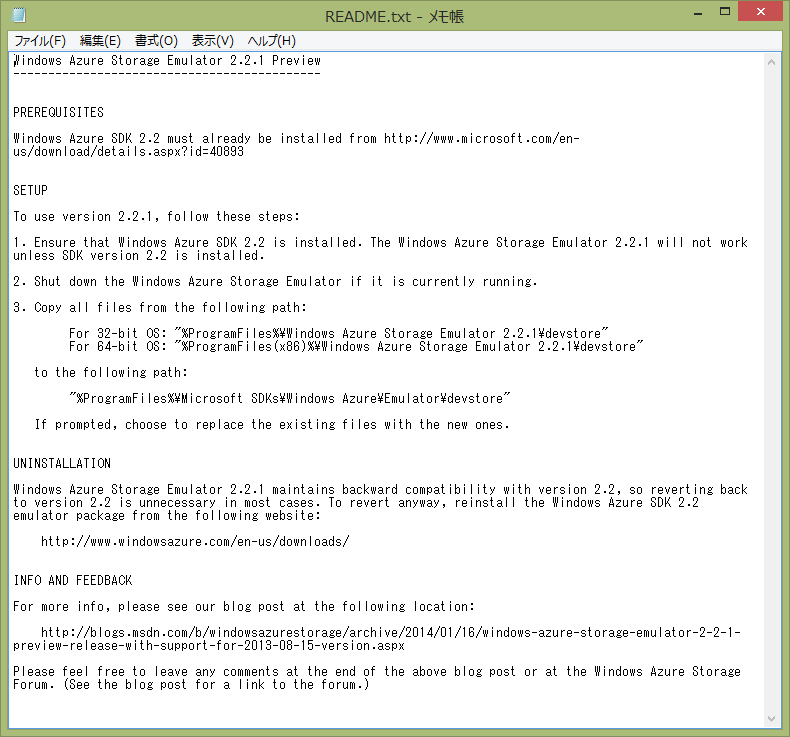 README.txt - メモ帳
ファイル(F) 編集(E) 書式(O) 表示(V) ヘルプ(H)
Windows Azure Storage Emulator 2.2.1 Preview
--------------------------------------------
PREREQUISITES
Windows Azure SDK 2.2 must already be installed from http://www.microsoft.com/en-
us/download/details.aspx?id=40893
SETUP
To use version 2.2.1, follow these steps:
1. Ensure that Windows Azure SDK 2.2 is installed. The Windows Azure Storage Emulator 2.2.1 will not work
unless SDK version 2.2 is installed.
2. Shut down the Windows Azure Storage Emulator if it is currently running.
3. Copy all files from the following path:
For 32-bit OS: "%ProgramFiles%¥Windows Azure Storage Emulator 2.2.1¥devstore"
For 64-bit OS: "%ProgramFiles(x86)%¥Windows Azure Storage Emulator 2.2.1¥devstore"
to the following path:
"%ProgramFiles%¥Microsoft SDKs¥Windows Azure¥Emulator¥devstore"
If prompted, choose to replace the existing files with the new ones.
UNINSTALLATION
Windows Azure Storage Emulator 2.2.1 maintains backward compatibility with version 2.2, so reverting back
to version 2.2 is unnecessary in most cases. To revert anyway, reinstall the Windows Azure SDK 2.2
emulator package from the following website:
http://www.windowsazure.com/en-us/downloads/
INFO AND FEEDBACK
For more info, please see our blog post at the following location:
http://blogs.msdn.com/b/windowsazurestorage/archive/2014/01/16/windows-azure-storage-emulator-2-2-1-
preview-release-with-support-for-2013-08-15-version.aspx
Please feel free to leave any comments at the end of the above blog post or at the Windows Azure Storage
Forum. (See the blog post for a link to the forum.)